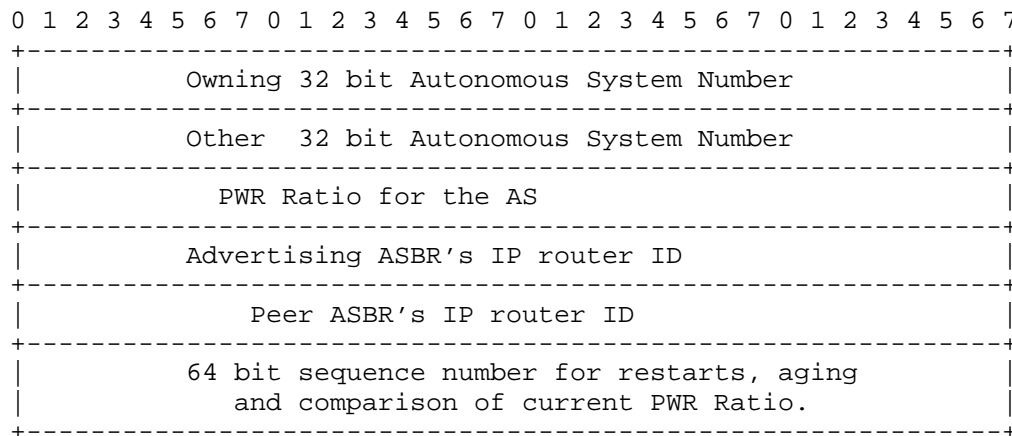 0 1 2 3 4 5 6 7 0 1 2 3 4 5 6 7 0 1 2 3 4 5 6 7 0 1 2 3 4 5 6 7
+---------------------------------------------------------------+
| Owning 32 bit Autonomous System Number |
+---------------------------------------------------------------+
| Other  32 bit Autonomous System Number |
+---------------------------------------------------------------+
| PWR Ratio for the AS |
+---------------------------------------------------------------+
| Advertising ASBR's IP router ID |
+---------------------------------------------------------------+
| Peer ASBR's IP router ID |
+---------------------------------------------------------------+
| 64 bit sequence number for restarts, aging |
| and comparison of current PWR Ratio. |
+---------------------------------------------------------------+